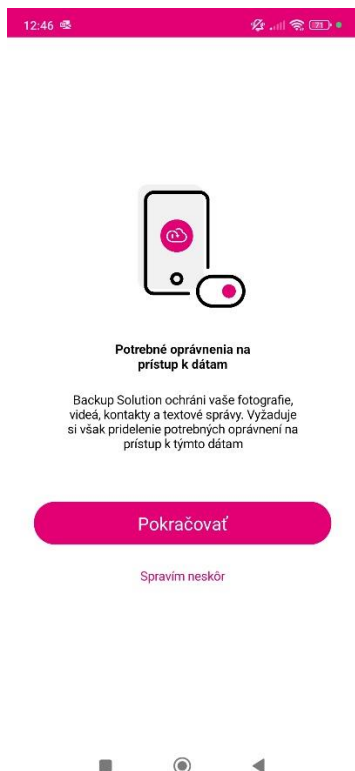 12:46
73
Potrebné oprávnenia na
prístup k dátam
Backup Solution ochráni vaše fotografie,
videá, kontakty a textové správy. Vyžaduje
si však pridelenie potrebných oprávnení na
prístup k týmto dátam
Pokračovať
Spravím neskôr